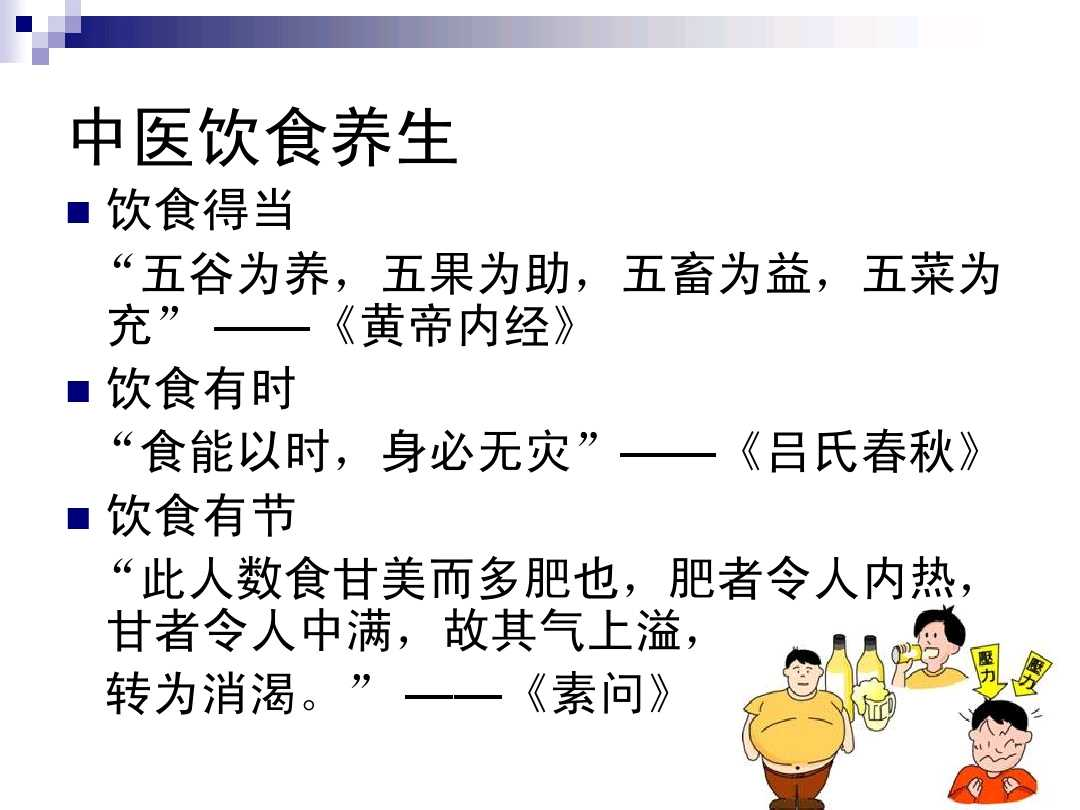 中医饮食养生
饮食得当
“五谷为养，五果为助，五畜为益，五菜为
充” ——《黄帝内经》
饮食有时
“食能以时，身必无灾”——《吕氏春秋》
饮食有节
“此人数食甘美而多肥也，肥者令人内热，
甘者令人中满，故其气上溢，
转为消渴。” ——《素问》
壓力
壓力